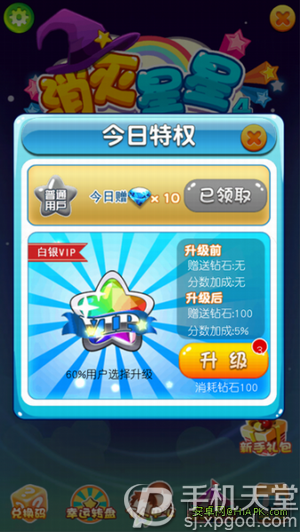 消灭星星
今日特权
普通
用户
今日赠 × 10
已领取
白银VIP
VIP
60%用户选择升级
升级前
赠送钻石:无
分数加成:无
升级后
赠送钻石:100
分数加成:5%
升 级
3
消耗钻石100
新手礼包
兑换码
幸运转盘
手机天堂
安卓网@HiAPK.com
sj.xpgod.com